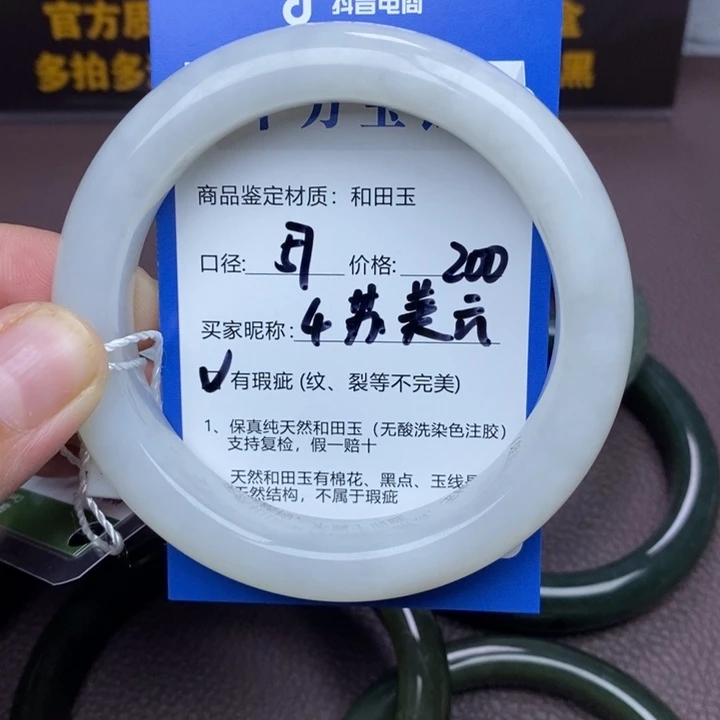 官方质
多拍多
黑
抖音电商
商品鉴定材质：和田玉
口径: 价格: 200
买家昵称: 4苏美六
√有瑕疵 (纹、裂等不完美)
1、保真纯天然和田玉（无酸洗染色注胶）
支持复检，假一赔十
天然和田玉有棉花、黑点、玉线
天然结构，不属于瑕疵